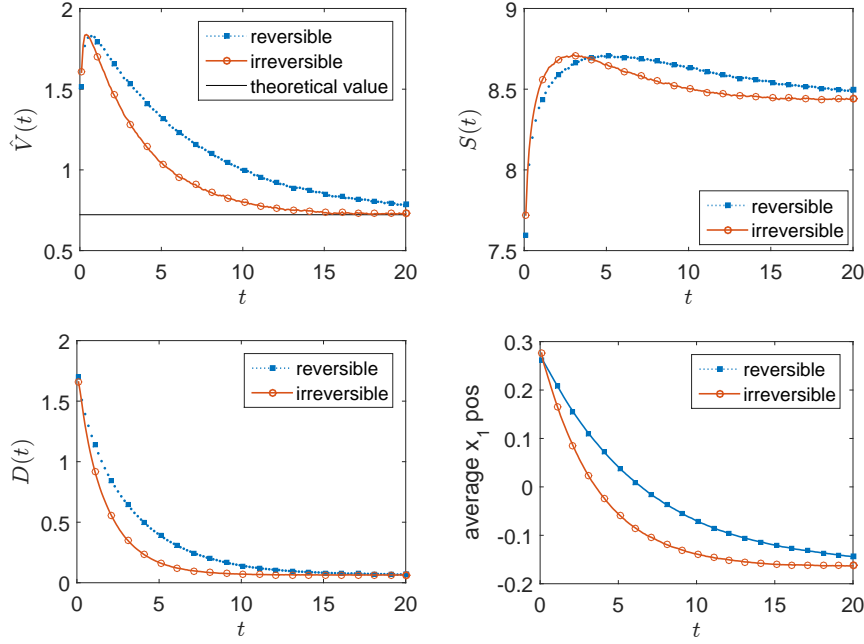 2
1.5
1
0.5
0 5 10 15 20
V̂(t)
t
reversible
irreversible
theoretical value
9
8.5
8
7.5
0 5 10 15 20
S(t)
t
reversible
irreversible
2
1.5
1
0.5
0
0 5 10 15 20
D(t)
t
reversible
irreversible
0.3
0.2
0.1
0
-0.1
-0.2
0 5 10 15 20
average x_1 pos
t
reversible
irreversible